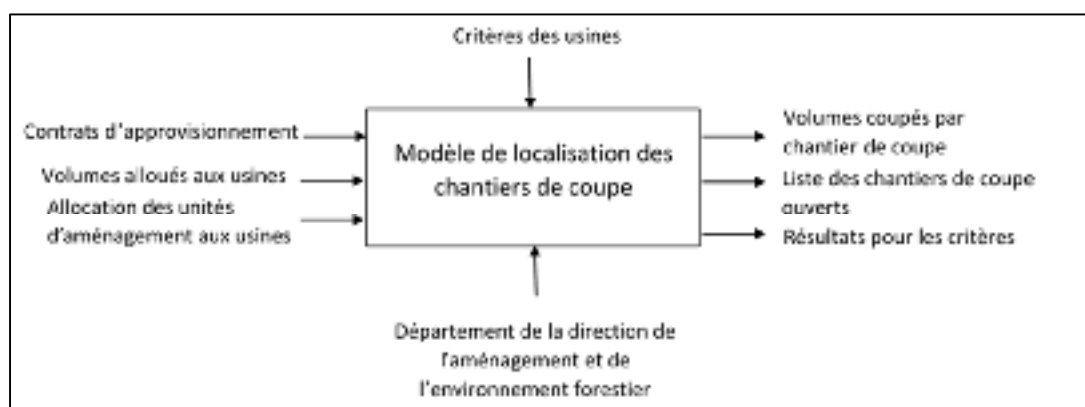 Critères des usines
Contrats d'approvisionnement
Volumes alloués aux usines
Allocation des unités
d'aménagement aux usines
Modèle de localisation des
chantiers de coupe
Volumes coupés par
chantier de coupe
Liste des chantiers de coupe
ouverts
Résultats pour les critères
Département de la direction de
l'aménagement et de
l'environnement forestier